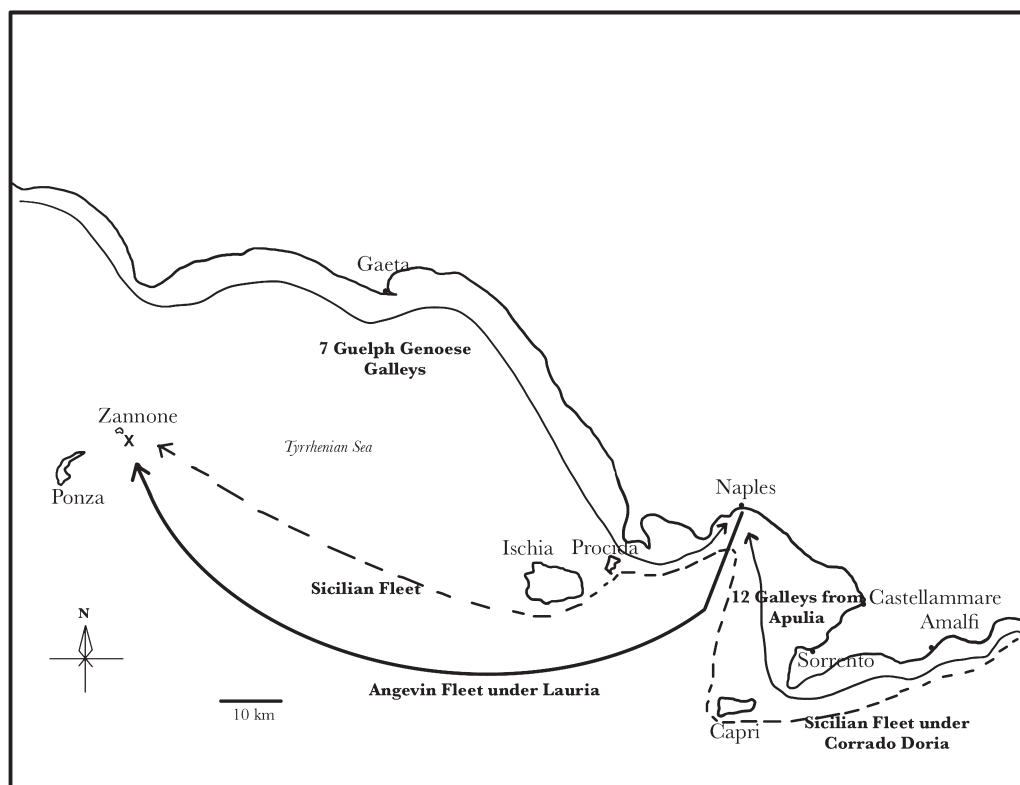 Gaeta
7 Guelph Genoese
Galleys
Zannone
X
Tyrrhenian Sea
Ponza
Naples
Ischia
Procida
Sicilian Fleet
12 Galleys from
Apulia
Castellammare
Amalfi
N
Sorrento
Angevin Fleet under Lauria
10 km
Capri
Sicilian Fleet under
Corrado Doria